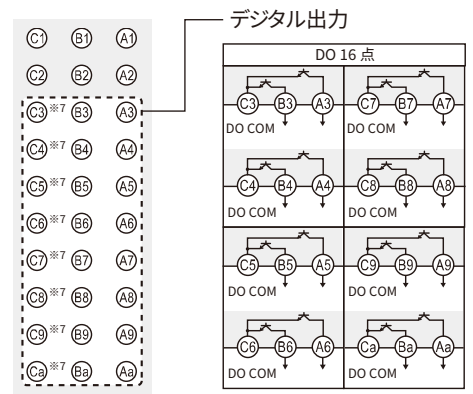 デジタル出力
C1 B1 A1
C2 B2 A2
C3 ※7 B3 A3
C4 ※7 B4 A4
C5 ※7 B5 A5
C6 ※7 B6 A6
C7 ※7 B7 A7
C8 ※7 B8 A8
C9 ※7 B9 A9
Ca ※7 Ba Aa
DO 16 点
C3 B3 A3 C7 B7 A7
DO COM DO COM
C4 B4 A4 C8 B8 A8
DO COM DO COM
C5 B5 A5 C9 B9 A9
DO COM DO COM
C6 B6 A6 Ca Ba Aa
DO COM DO COM